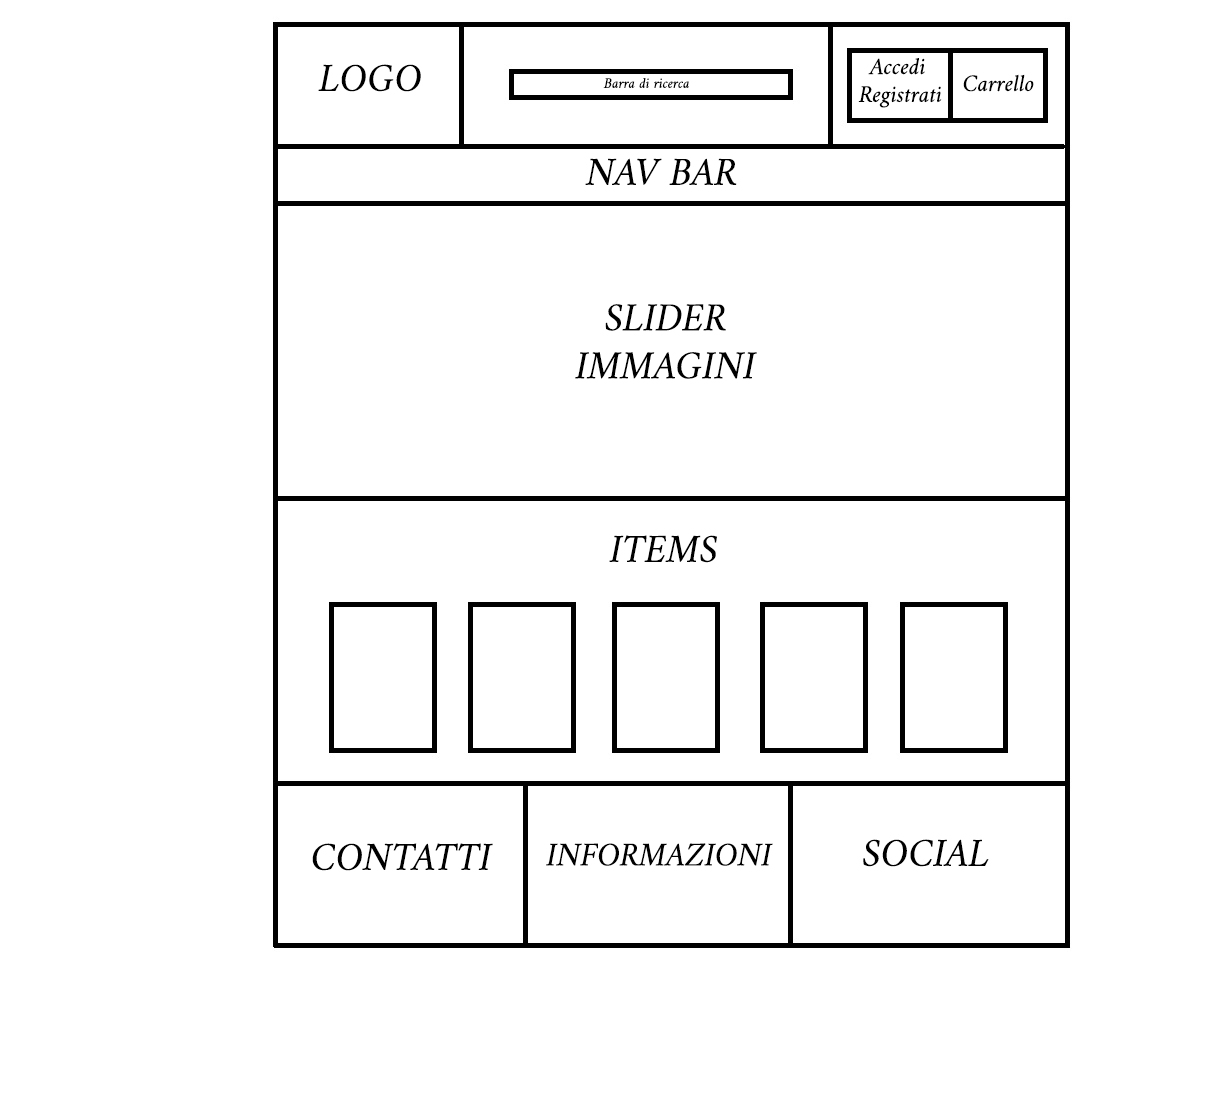 LOGO
Barra di ricerca
Accedi
Registrati
Carrello
NAV BAR
SLIDER
IMMAGINI
ITEMS
CONTATTI
INFORMAZIONI
SOCIAL